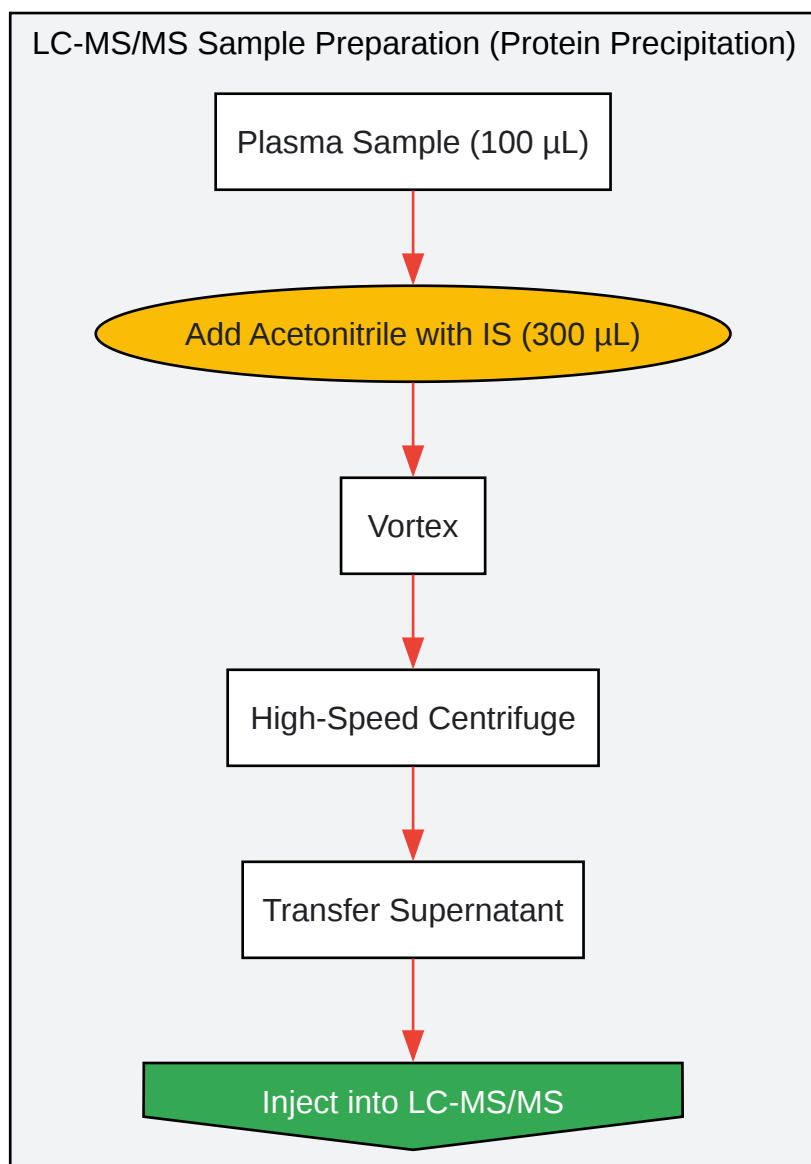 LC-MS/MS Sample Preparation (Protein Precipitation)
Plasma Sample (100 µL)
Add Acetonitrile with IS (300 µL)
Vortex
High-Speed Centrifuge
Transfer Supernatant
Inject into LC-MS/MS